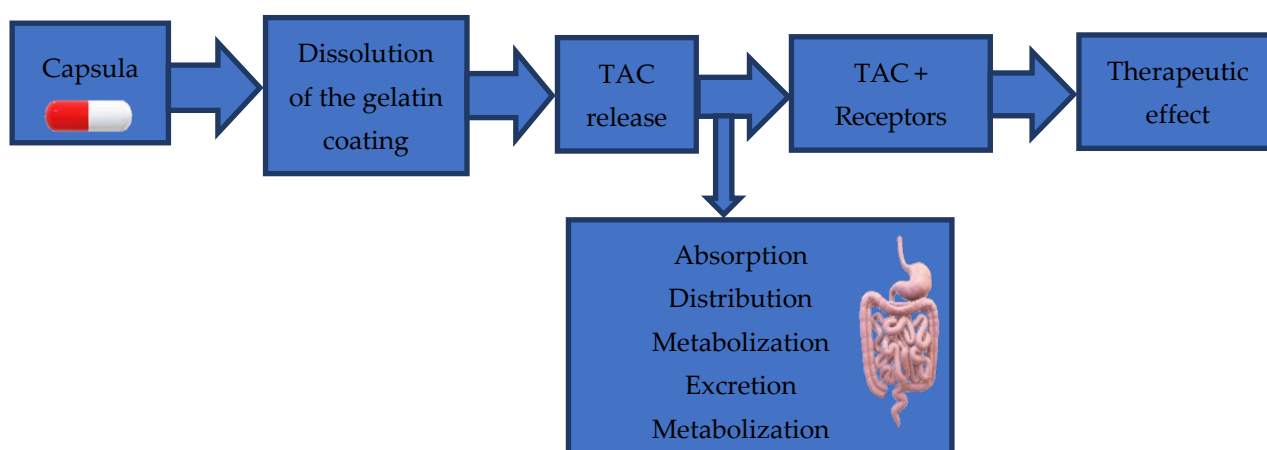 Capsula
Dissolution
of the gelatin
coating
TAC
release
TAC +
Receptors
Therapeutic
effect
Absorption
Distribution
Metabolization
Excretion
Metabolization